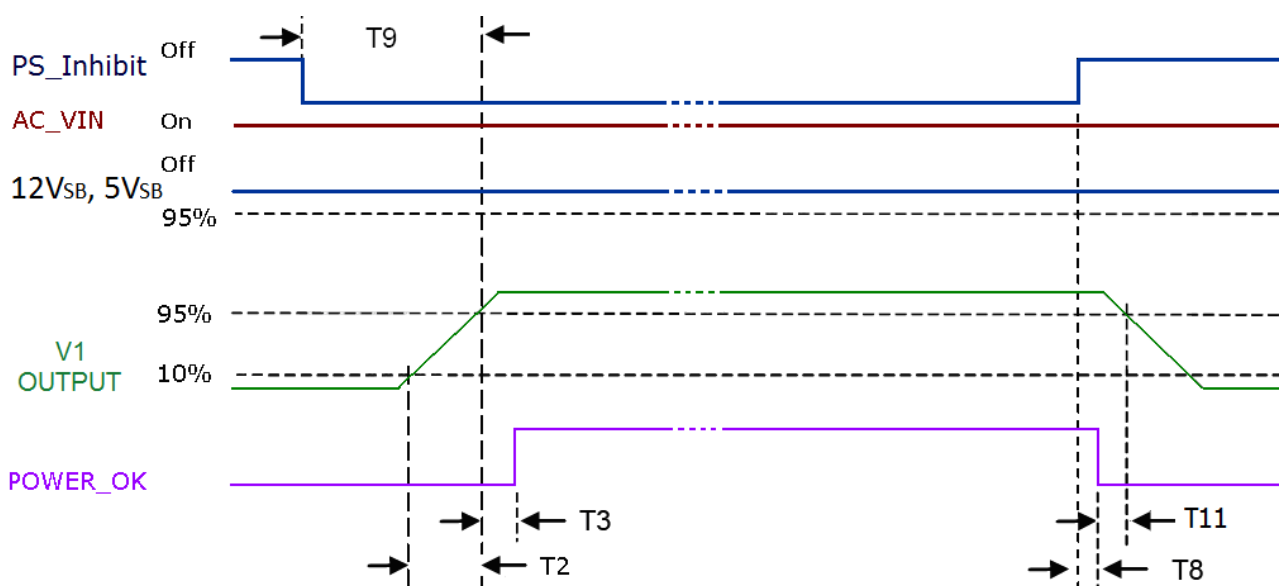 T9
PS_Inhibit Off
AC_VIN On
Off
12VSB, 5VSB
95%
95%
V1
OUTPUT
10%
POWER_OK
T3
T11
T2
T8